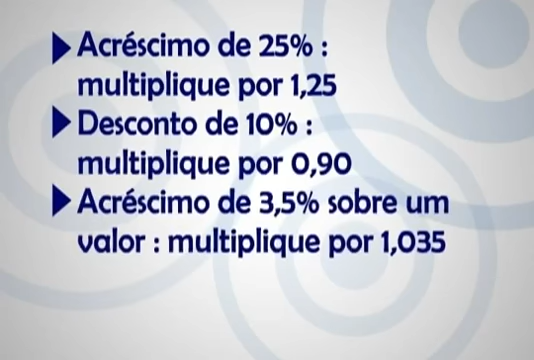 ▶ Acréscimo de 25% :
multiplique por 1,25
▶ Desconto de 10% :
multiplique por 0,90
▶ Acréscimo de 3,5% sobre um
valor : multiplique por 1,035